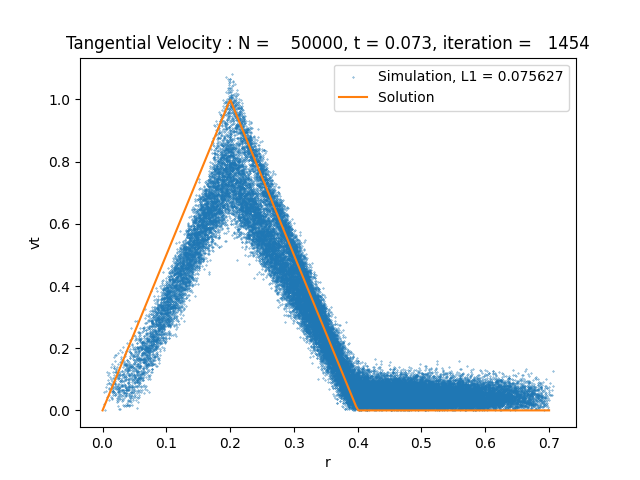 Tangential Velocity : N =    50000, t = 0.073, iteration =   1454
Simulation, L1 = 0.075627
Solution
1.0
0.8
0.6
0.4
0.2
0.0
vt
0.0 0.1 0.2 0.3 0.4 0.5 0.6 0.7
r